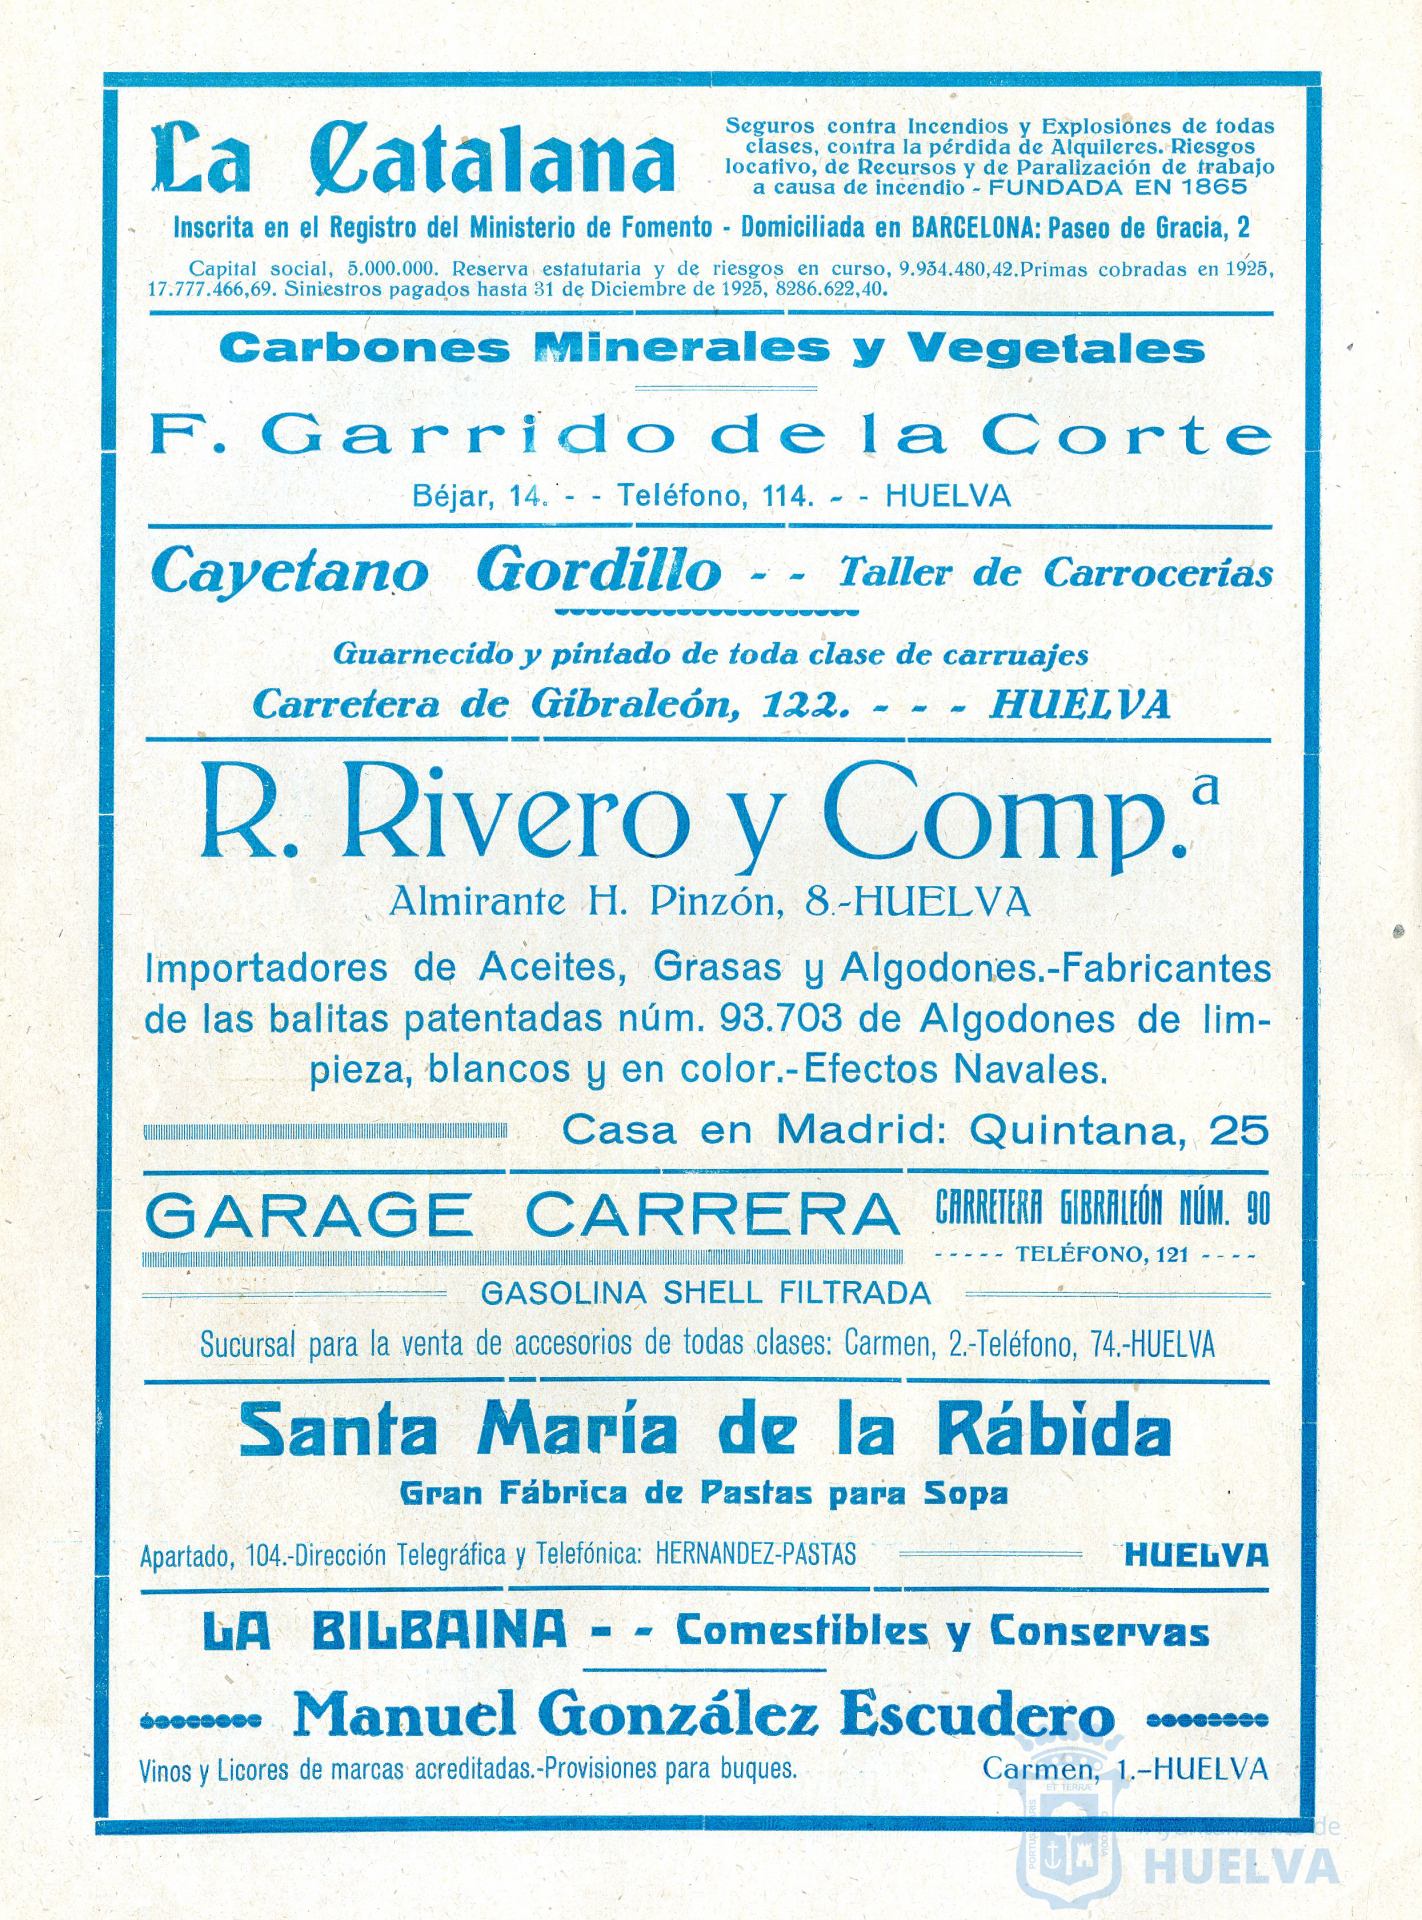 La Catalana
Seguros contra Incendios y Explosiones de todas
clases, contra la pérdida de Alquileres. Riesgos
locativo, de Recursos y de Paralización de trabajo
a causa de incendio - FUNDADA EN 1865
Inscrita en el Registro del Ministerio de Fomento - Domiciliada en BARCELONA: Paseo de Gracia, 2
Capital social, 5.000.000. Reserva estatutaria y de riesgos en curso, 9.934.480,42.Primas cobradas en 1925,
17.777.466,69. Siniestros pagados hasta 31 de Diciembre de 1925, 8286.622,40.
Carbones Minerales y Vegetales
F. Garrido de la Corte
Béjar, 14. - - Teléfono, 114. - - HUELVA
Cayetano Gordillo - - Taller de Carrocerías
Guarnecido y pintado de toda clase de carruajes
Carretera de Gibraleón, 122. - - - HUELVA
R. Rivero y Comp.ª
Almirante H. Pinzón, 8.-HUELVA
Importadores de Aceites, Grasas y Algodones.-Fabricantes
de las balitas patentadas núm. 93.703 de Algodones de lim-
pieza, blancos y en color.-Efectos Navales.
Casa en Madrid: Quintana, 25
GARAGE CARRERA
CARRETERA GIBRALEÓN NÚM. 90
- - - - - TELÉFONO, 121 - - - -
GASOLINA SHELL FILTRADA
Sucursal para la venta de accesorios de todas clases: Carmen, 2.-Teléfono, 74.-HUELVA
Santa María de la Rábida
Gran Fábrica de Pastas para Sopa
Apartado, 104.-Dirección Telegráfica y Telefónica: HERNANDEZ-PASTAS
HUELVA
LA BILBAINA - - Comestibles y Conservas
Manuel González Escudero
Vinos y Licores de marcas acreditadas.-Provisiones para buques.
Carmen, 1.-HUELVA
Ayuntamiento de
HUELVA